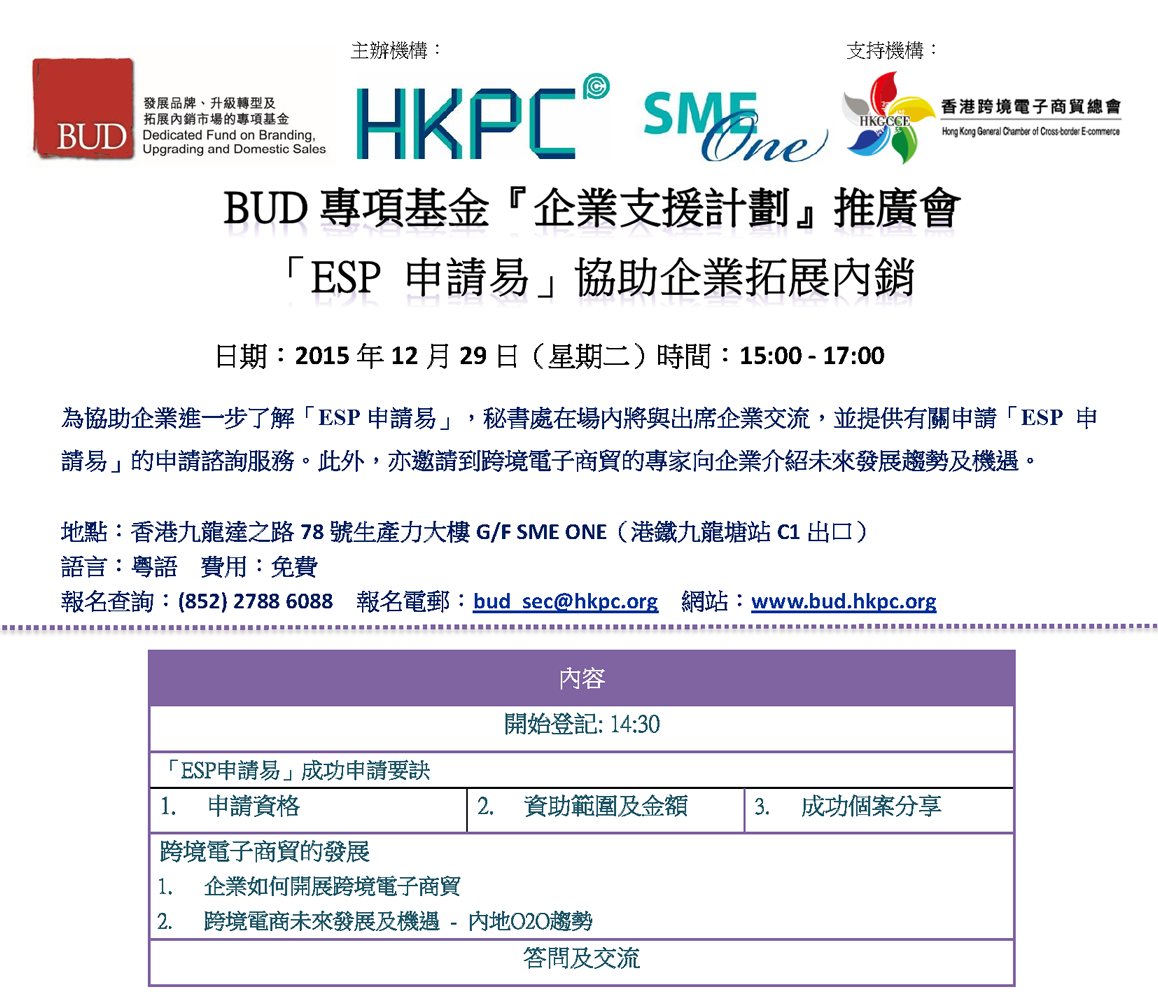 主辦機構：
支持機構：
BUD
發展品牌、升級轉型及
拓展內銷市場的專項基金
Dedicated Fund on Branding,
Upgrading and Domestic Sales
HKPC
SME
One
HKGCCE
香港跨境電子商貿總會
Hong Kong General Chamber of Cross-border E-commerce
BUD 專項基金『企業支援計劃』推廣會
「ESP 申請易」協助企業拓展內銷
日期：2015 年 12 月 29 日（星期二）時間：15:00 - 17:00
為協助企業進一步了解「ESP 申請易」，秘書處在場內將與出席企業交流，並提供有關申請「ESP 申
請易」的申請諮詢服務。此外，亦邀請到跨境電子商貿的專家向企業介紹未來發展趨勢及機遇。
地點：香港九龍達之路 78 號生產力大樓 G/F SME ONE（港鐵九龍塘站 C1 出口）
語言：粵語 費用：免費
報名查詢：(852) 2788 6088 報名電郵：bud_sec@hkpc.org 網站：www.bud.hkpc.org
內容
開始登記: 14:30
「ESP申請易」成功申請要訣
1. 申請資格
2. 資助範圍及金額
3. 成功個案分享
跨境電子商貿的發展
1. 企業如何開展跨境電子商貿
2. 跨境電商未來發展及機遇 - 內地O2O趨勢
答問及交流